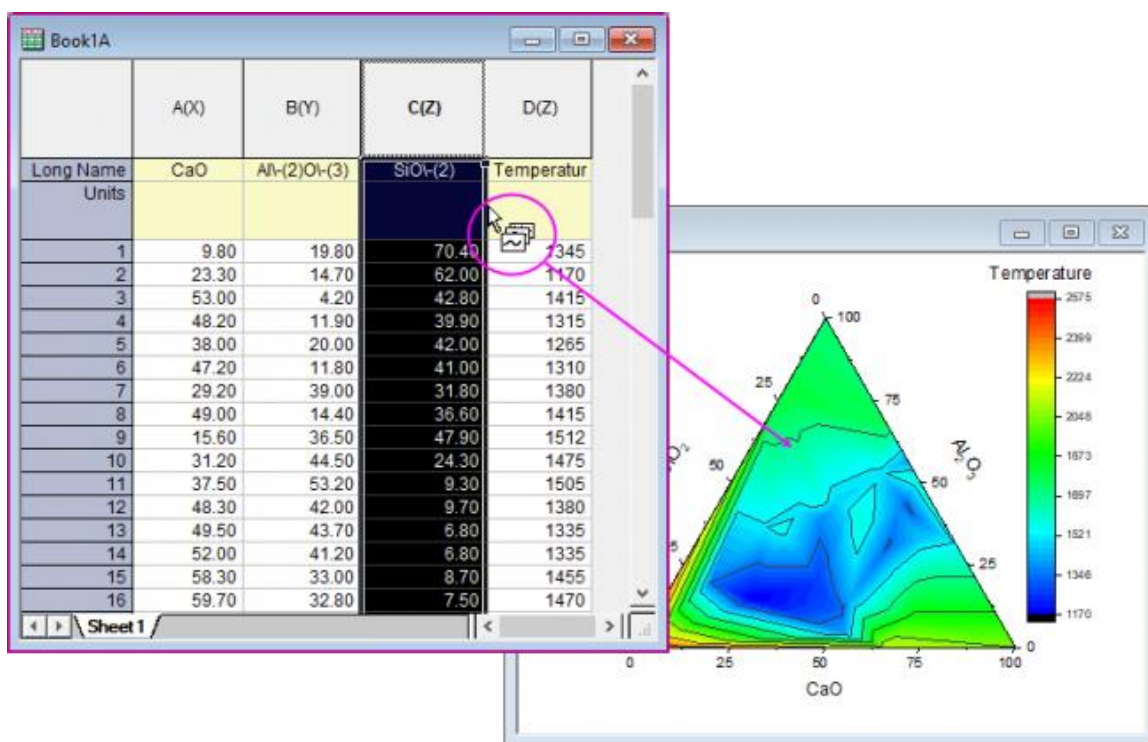 Book1A
A(X) B(Y) C(Z) D(Z)
Long Name CaO Al\-(2)O\-(3) SiO\-(2) Temperatur
Units
1 9.80 19.80 70.40 1345
2 23.30 14.70 62.00 1170
3 53.00 4.20 42.80 1415
4 48.20 11.90 39.90 1315
5 38.00 20.00 42.00 1265
6 47.20 11.80 41.00 1310
7 29.20 39.00 31.80 1380
8 49.00 14.40 36.60 1415
9 15.60 36.50 47.90 1512
10 31.20 44.50 24.30 1475
11 37.50 53.20 9.30 1505
12 48.30 42.00 9.70 1380
13 49.50 43.70 6.80 1335
14 52.00 41.20 6.80 1335
15 58.30 33.00 8.70 1455
16 59.70 32.80 7.50 1470
Sheet1
Temperature
2575
2399
2224
2048
1873
1697
1521
1346
1170
0
100
25
75
50
50
Al₂O₃
25
0
0 25 50 75 100
CaO